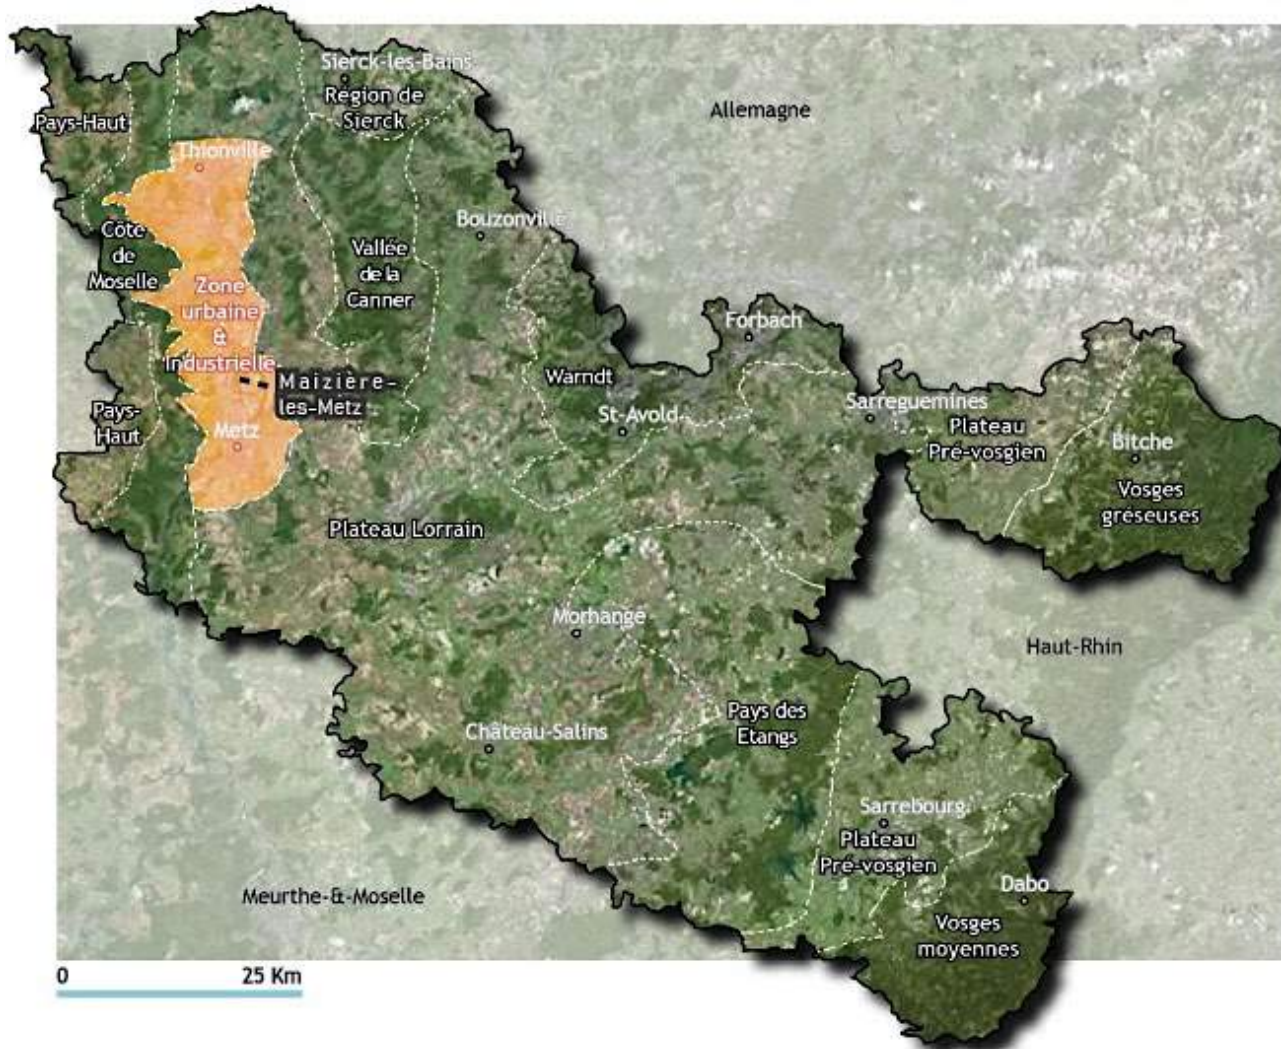 Sierck-les-Bains
Région de
Sierck
Allemagne
Pays-Haut
Thionville
Bouzonville
Côte
de
Moselle
Vallée
de la
Canner
Zone
urbaine
&
Industrielle
Forbach
Maizière-
les-Metz
Warndt
Pays-
Haut
Metz
St-Avold
Sarreguemines
Plateau
Pré-vosgien
Bitche
Vosges
gréseuses
Plateau Lorrain
Morhange
Haut-Rhin
Château-Salins
Pays des
Etangs
Sarrebourg
Plateau
Pré-vosgien
Meurthe-&-Moselle
Dabo
Vosges
moyennes
0 25 Km